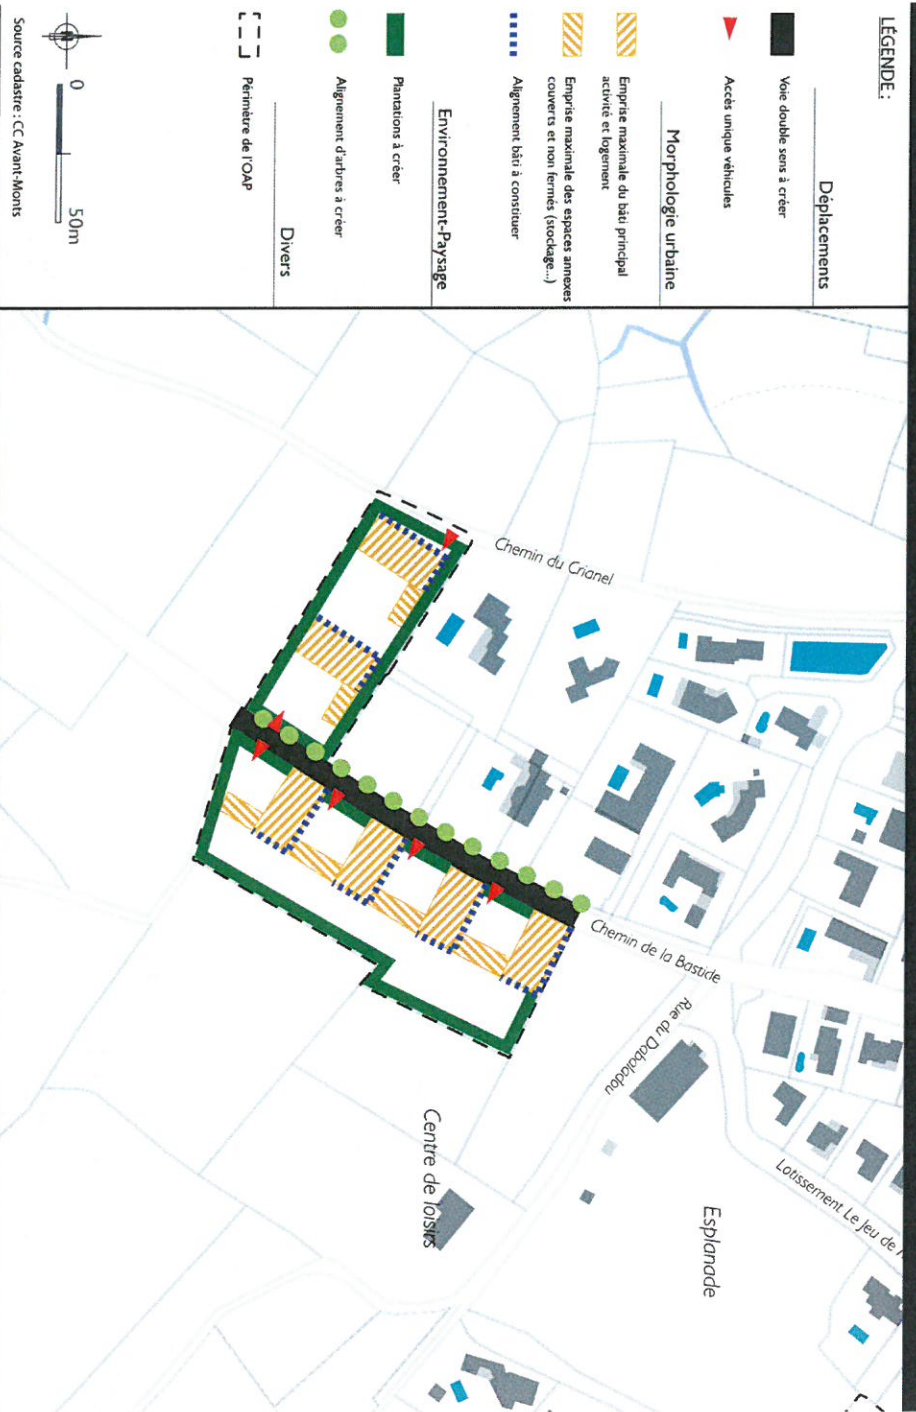 LÉGENDE :
Déplacements
Voie double sens à créer
Accès unique véhicules
Morphologie urbaine
Emprise maximale du bâti principal
activité et logement
Emprise maximale des espaces annexes
couverts et non fermés (stockage...)
Alignement bâti à constituer
Environnement-Paysage
Plantations à créer
Alignement d'arbres à créer
Divers
Périmètre de l'OAP
N
0
50m
Source cadastre : CC Avant-Monts
Chemin du Crianel
Chemin de la Bastide
Rue du Dabaladou
Lotissement Le Jeu de
Esplanade
Centre de loisirs